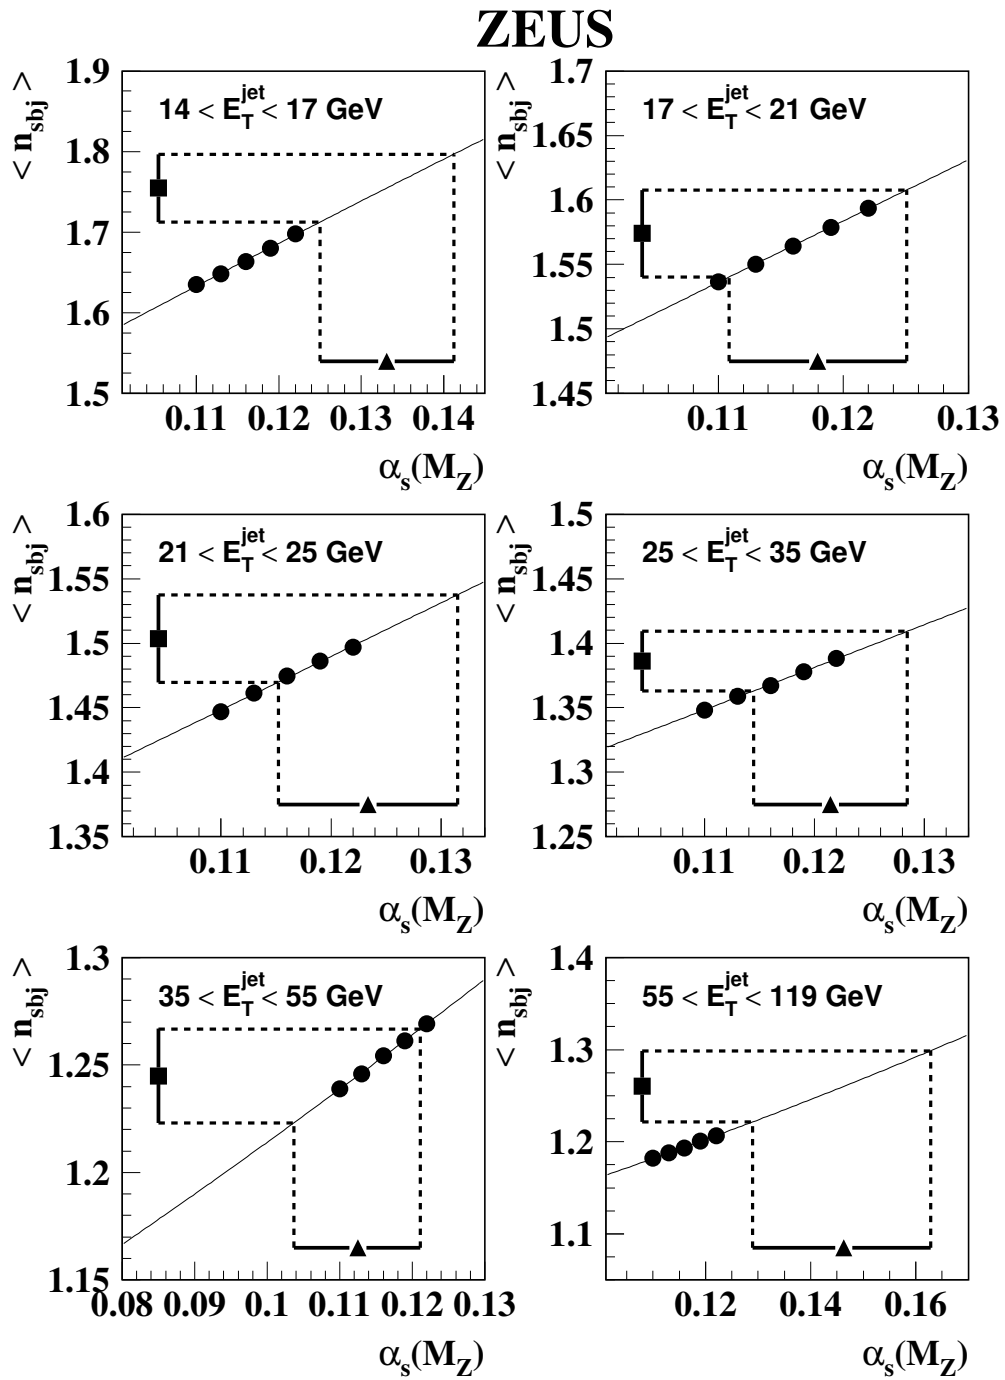 ZEUS
< n_sbj >
1.9
1.8
1.7
1.6
1.5
14 < E_T^jet < 17 GeV
0.11 0.12 0.13 0.14
α_s(M_Z)
< n_sbj >
1.7
1.65
1.6
1.55
1.5
1.45
17 < E_T^jet < 21 GeV
0.11 0.12 0.13
α_s(M_Z)
< n_sbj >
1.6
1.55
1.5
1.45
1.4
1.35
21 < E_T^jet < 25 GeV
0.11 0.12 0.13
α_s(M_Z)
< n_sbj >
1.5
1.45
1.4
1.35
1.3
1.25
25 < E_T^jet < 35 GeV
0.11 0.12 0.13
α_s(M_Z)
< n_sbj >
1.3
1.25
1.2
1.15
35 < E_T^jet < 55 GeV
0.08 0.09 0.1 0.11 0.12 0.13
α_s(M_Z)
< n_sbj >
1.4
1.3
1.2
1.1
55 < E_T^jet < 119 GeV
0.12 0.14 0.16
α_s(M_Z)